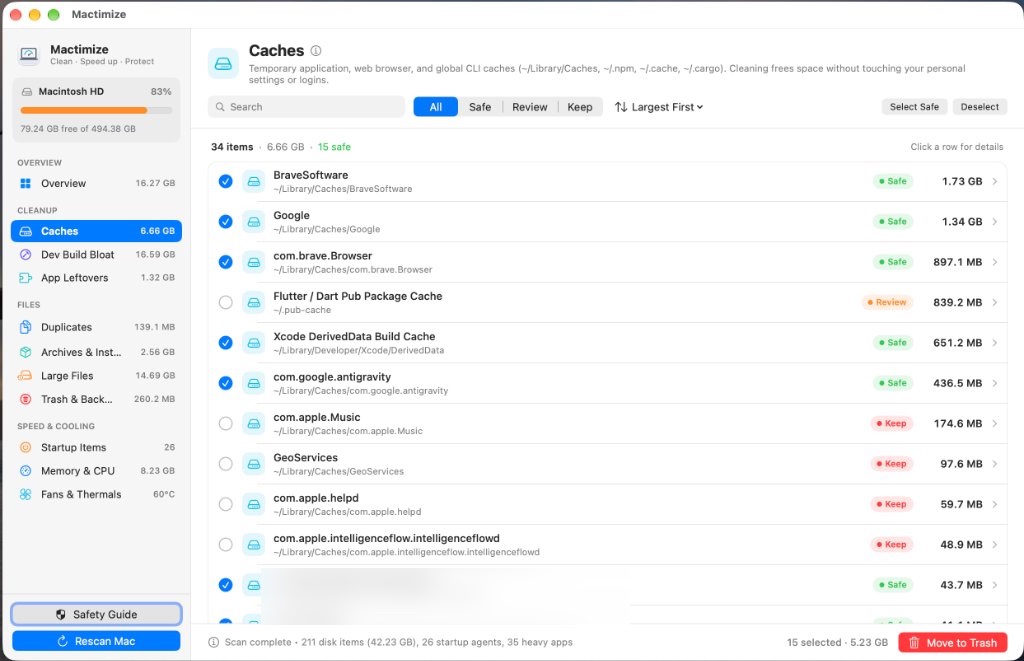 Mactimize
Mactimize
Clean · Speed up · Protect
Macintosh HD 83%
79.24 GB free of 494.38 GB
OVERVIEW
Overview 16.27 GB
CLEANUP
Caches 6.66 GB
Dev Build Bloat 16.59 GB
App Leftovers 1.32 GB
FILES
Duplicates 139.1 MB
Archives & Inst... 2.56 GB
Large Files 14.69 GB
Trash & Back... 260.2 MB
SPEED & COOLING
Startup Items 26
Memory & CPU 8.23 GB
Fans & Thermals 60°C
Safety Guide
Rescan Mac
Caches
Temporary application, web browser, and global CLI caches (~/Library/Caches, ~/.npm, ~/.cache, ~/.cargo). Cleaning frees space without touching your personal
settings or logins.
Search All Safe Review Keep Largest First Select Safe Deselect
34 items · 6.66 GB · 15 safe Click a row for details
BraveSoftware
~/Library/Caches/BraveSoftware
Safe 1.73 GB
Google
~/Library/Caches/Google
Safe 1.34 GB
com.brave.Browser
~/Library/Caches/com.brave.Browser
Safe 897.1 MB
Flutter / Dart Pub Package Cache
~/.pub-cache
Review 839.2 MB
Xcode DerivedData Build Cache
~/Library/Developer/Xcode/DerivedData
Safe 651.2 MB
com.google.antigravity
~/Library/Caches/com.google.antigravity
Safe 436.5 MB
com.apple.Music
~/Library/Caches/com.apple.Music
Keep 174.6 MB
GeoServices
~/Library/Caches/GeoServices
Keep 97.6 MB
com.apple.helpd
~/Library/Caches/com.apple.helpd
Keep 59.7 MB
com.apple.intelligenceflow.intelligenceflowd
~/Library/Caches/com.apple.intelligenceflow.intelligenceflowd
Keep 48.9 MB
Safe 43.7 MB
Scan complete • 211 disk items (42.23 GB), 26 startup agents, 35 heavy apps 15 selected · 5.23 GB Move to Trash